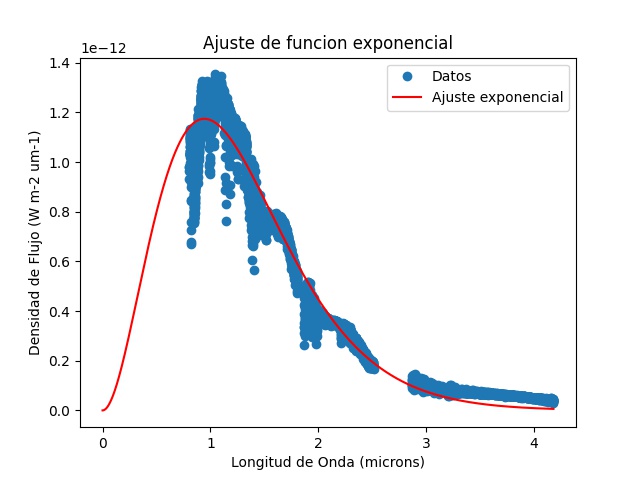 Ajuste de funcion exponencial
1e−12
1.4
1.2
1.0
0.8
0.6
0.4
0.2
0.0
Densidad de Flujo (W m-2 um-1)
Datos
Ajuste exponencial
0 1 2 3 4
Longitud de Onda (microns)